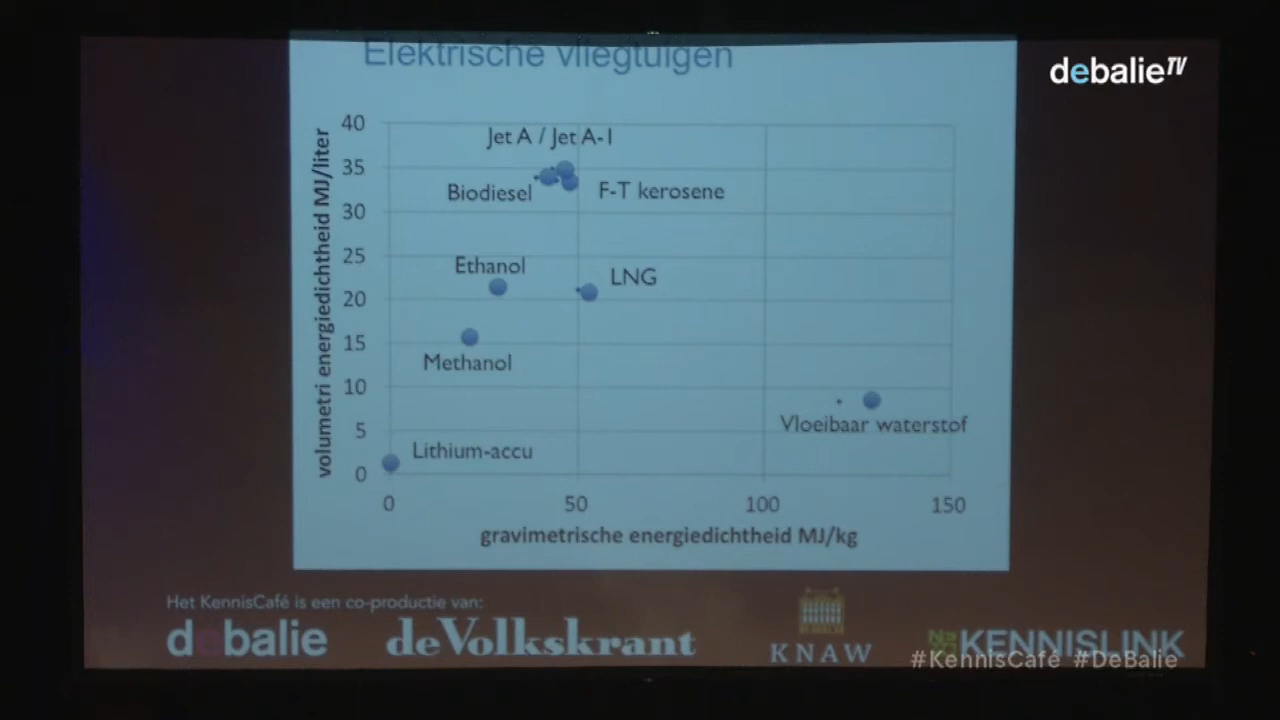 Elektrische vliegtuigen
debalieTV
40
Jet A / Jet A-1
35
Biodiesel
F-T kerosene
30
25
Ethanol
LNG
20
15
Methanol
10
Vloeibaar waterstof
5
Lithium-accu
0
0
50
100
150
volumetri energiedichtheid MJ/liter
gravimetrische energiedichtheid MJ/kg
Het KennisCafé is een co-productie van:
debalie
deVolkskrant
KNAW
KENNISLINK
#KennisCafé #DeBalie